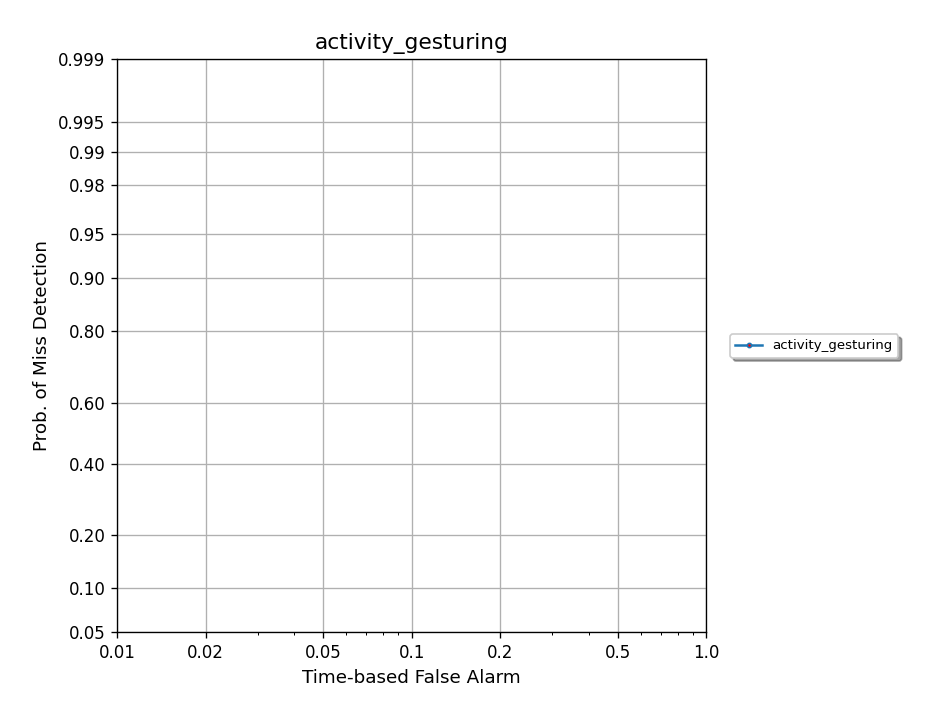 activity_gesturing
0.999
0.995
0.99
0.98
0.95
0.90
0.80
0.60
0.40
0.20
0.10
0.05
Prob. of Miss Detection
0.01 0.02 0.05 0.1 0.2 0.5 1.0
Time-based False Alarm
activity_gesturing